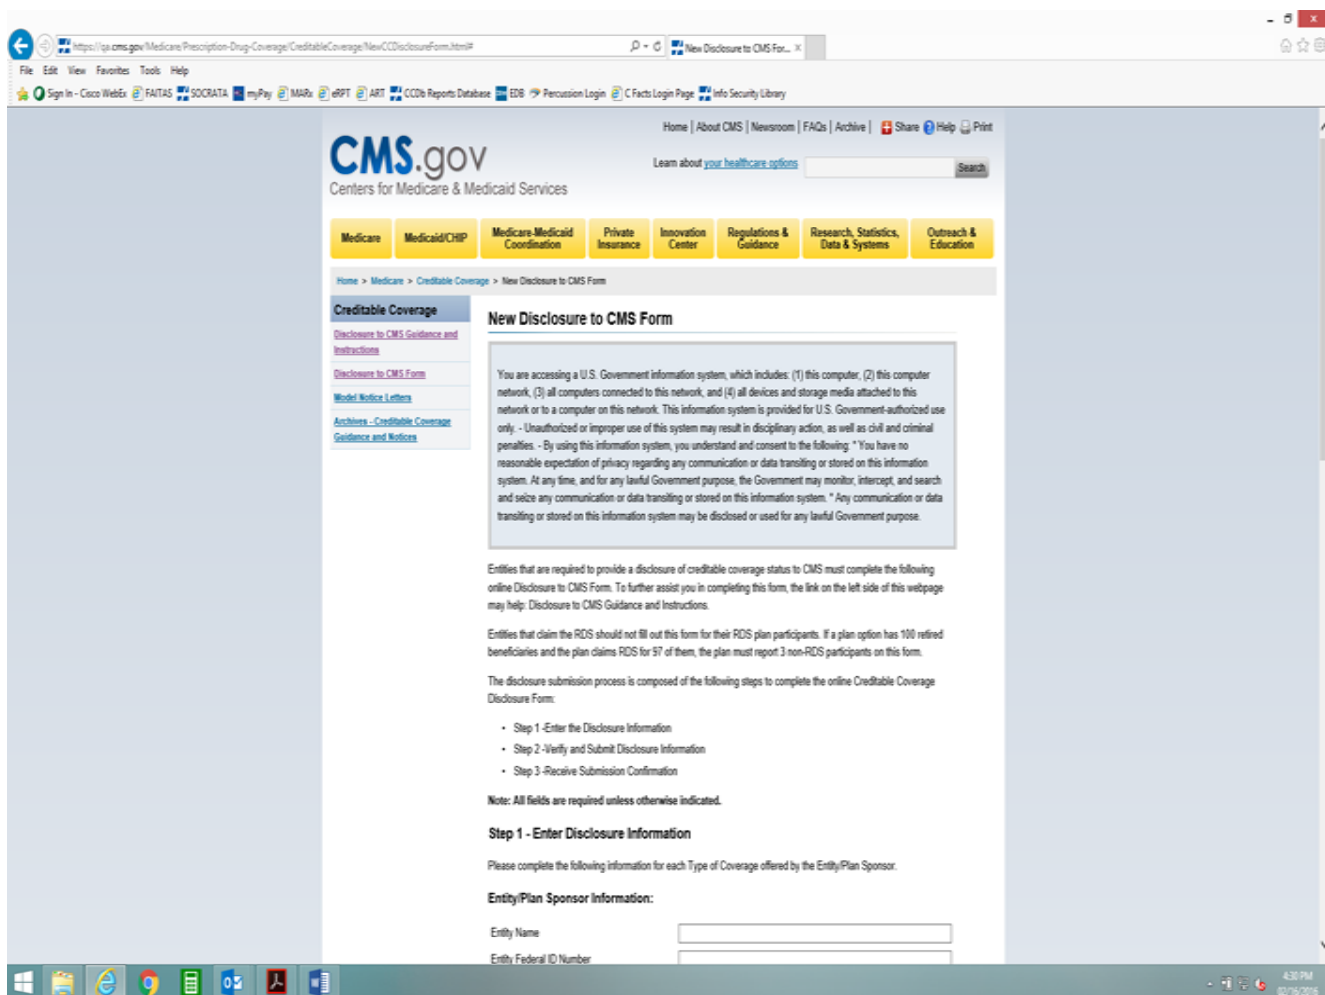 https://qa.cms.gov/Medicare/Prescription-Drug-Coverage/CreditableCoverage/NewCCDisclosureForm.html#
New Disclosure to CMS For...
File Edit View Favorites Tools Help
Sign In - Cisco WebEx FAITAS SOCRATA myPay MARx eRPT ART CCDb Reports Database EDB Percussion Login C Facts Login Page Info Security Library
Home | About CMS | Newsroom | FAQs | Archive | Share Help Print
CMS.gov
Learn about your healthcare options
Search
Centers for Medicare & Medicaid Services
Medicare
Medicaid/CHIP
Medicare-Medicaid
Coordination
Private
Insurance
Innovation
Center
Regulations &
Guidance
Research, Statistics,
Data & Systems
Outreach &
Education
Home > Medicare > Creditable Coverage > New Disclosure to CMS Form
Creditable Coverage
Disclosure to CMS Guidance and
Instructions
Disclosure to CMS Form
Model Notice Letters
Archives - Creditable Coverage
Guidance and Notices
New Disclosure to CMS Form
You are accessing a U.S. Government information system, which includes: (1) this computer, (2) this computer
network, (3) all computers connected to this network, and (4) all devices and storage media attached to this
network or to a computer on this network. This information system is provided for U.S. Government-authorized use
only. - Unauthorized or improper use of this system may result in disciplinary action, as well as civil and criminal
penalties. - By using this information system, you understand and consent to the following: * You have no
reasonable expectation of privacy regarding any communication or data transiting or stored on this information
system. At any time, and for any lawful Government purpose, the Government may monitor, intercept, and search
and seize any communication or data transiting or stored on this information system. * Any communication or data
transiting or stored on this information system may be disclosed or used for any lawful Government purpose.
Entities that are required to provide a disclosure of creditable coverage status to CMS must complete the following
online Disclosure to CMS Form. To further assist you in completing this form, the link on the left side of this webpage
may help: Disclosure to CMS Guidance and Instructions.
Entities that claim the RDS should not fill out this form for their RDS plan participants. If a plan option has 100 retired
beneficiaries and the plan claims RDS for 97 of them, the plan must report 3 non-RDS participants on this form.
The disclosure submission process is composed of the following steps to complete the online Creditable Coverage
Disclosure Form:
• Step 1 -Enter the Disclosure Information
• Step 2 -Verify and Submit Disclosure Information
• Step 3 -Receive Submission Confirmation
Note: All fields are required unless otherwise indicated.
Step 1 - Enter Disclosure Information
Please complete the following information for each Type of Coverage offered by the Entity/Plan Sponsor.
Entity/Plan Sponsor Information:
Entity Name
Entity Federal ID Number
4:30 PM
02/16/2016